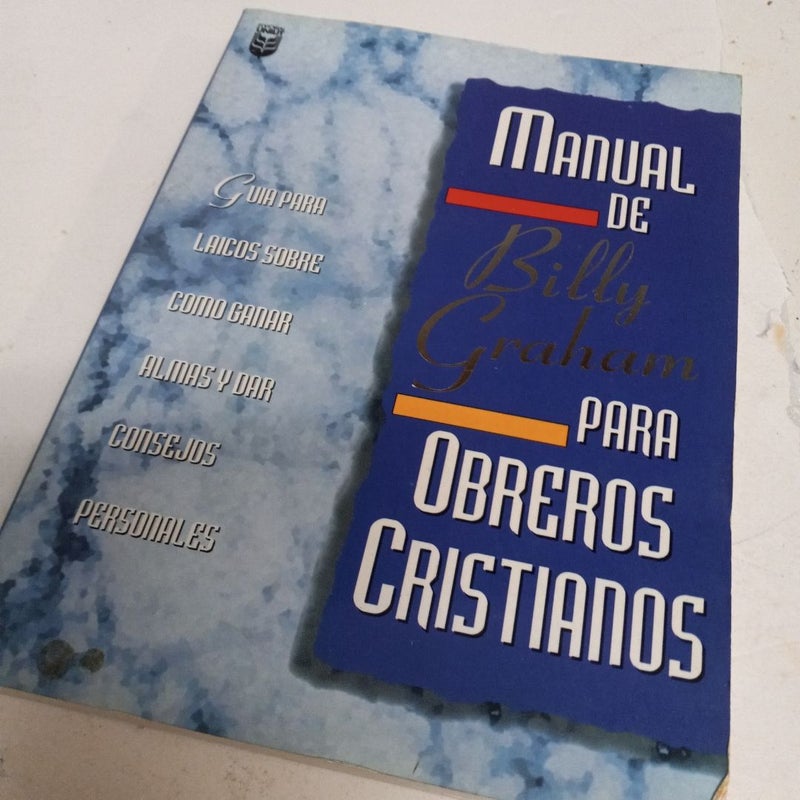 MANUAL
DE
Billy
Graham
PARA
OBREROS
CRISTIANOS
GUIA PARA
LAICOS SOBRE
COMO GANAR
ALMAS Y DAR
CONSEJOS
PERSONALES